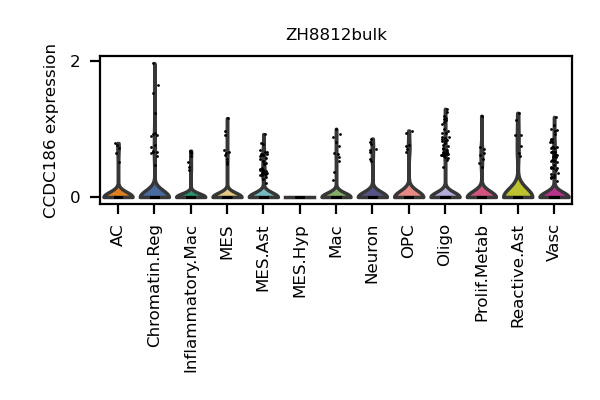 ZH8812bulk
CCDC186 expression
2
0
AC
Chromatin.Reg
Inflammatory.Mac
MES
MES.Ast
MES.Hyp
Mac
Neuron
OPC
Oligo
Prolif.Metab
Reactive.Ast
Vasc